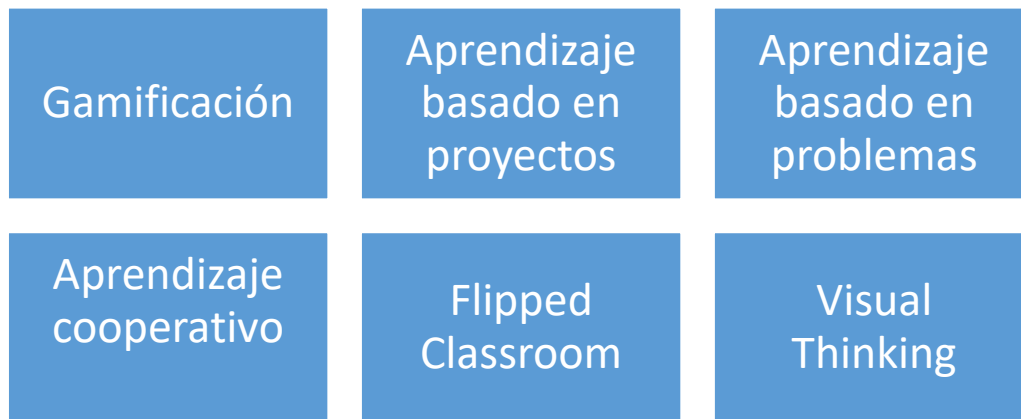 Gamificación
Aprendizaje
basado en
proyectos
Aprendizaje
basado en
problemas
Aprendizaje
cooperativo
Flipped
Classroom
Visual
Thinking